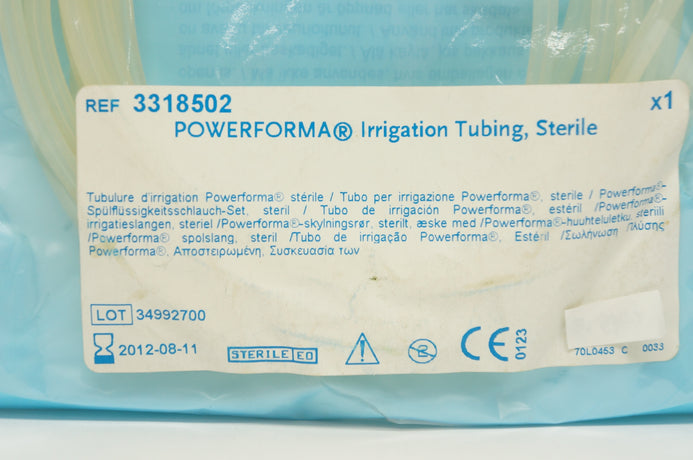 REF 3318502 x1
POWERFORMA® Irrigation Tubing, Sterile
Tubulure d'irrigation Powerforma® stérile / Tubo per irrigazione Powerforma®, sterile / Powerforma®-
Spülflüssigkeitsschlauch-Set, steril / Tubo de irrigación Powerforma®, estéril /Powerforma®-
irrigatieslangen, steriel /Powerforma®-skylningsrør, sterilt, æske med /Powerforma®-huuhteluletku, steriili
/Powerforma® spolslang, steril /Tubo de irrigação Powerforma®, Estéril /Σωλήνωση Πλύσης
Powerforma®, Αποστειρωμένη, Συσκευασία των
LOT 34992700
2012-08-11
STERILE EO
2
CE 0123
70L0453 C 0033